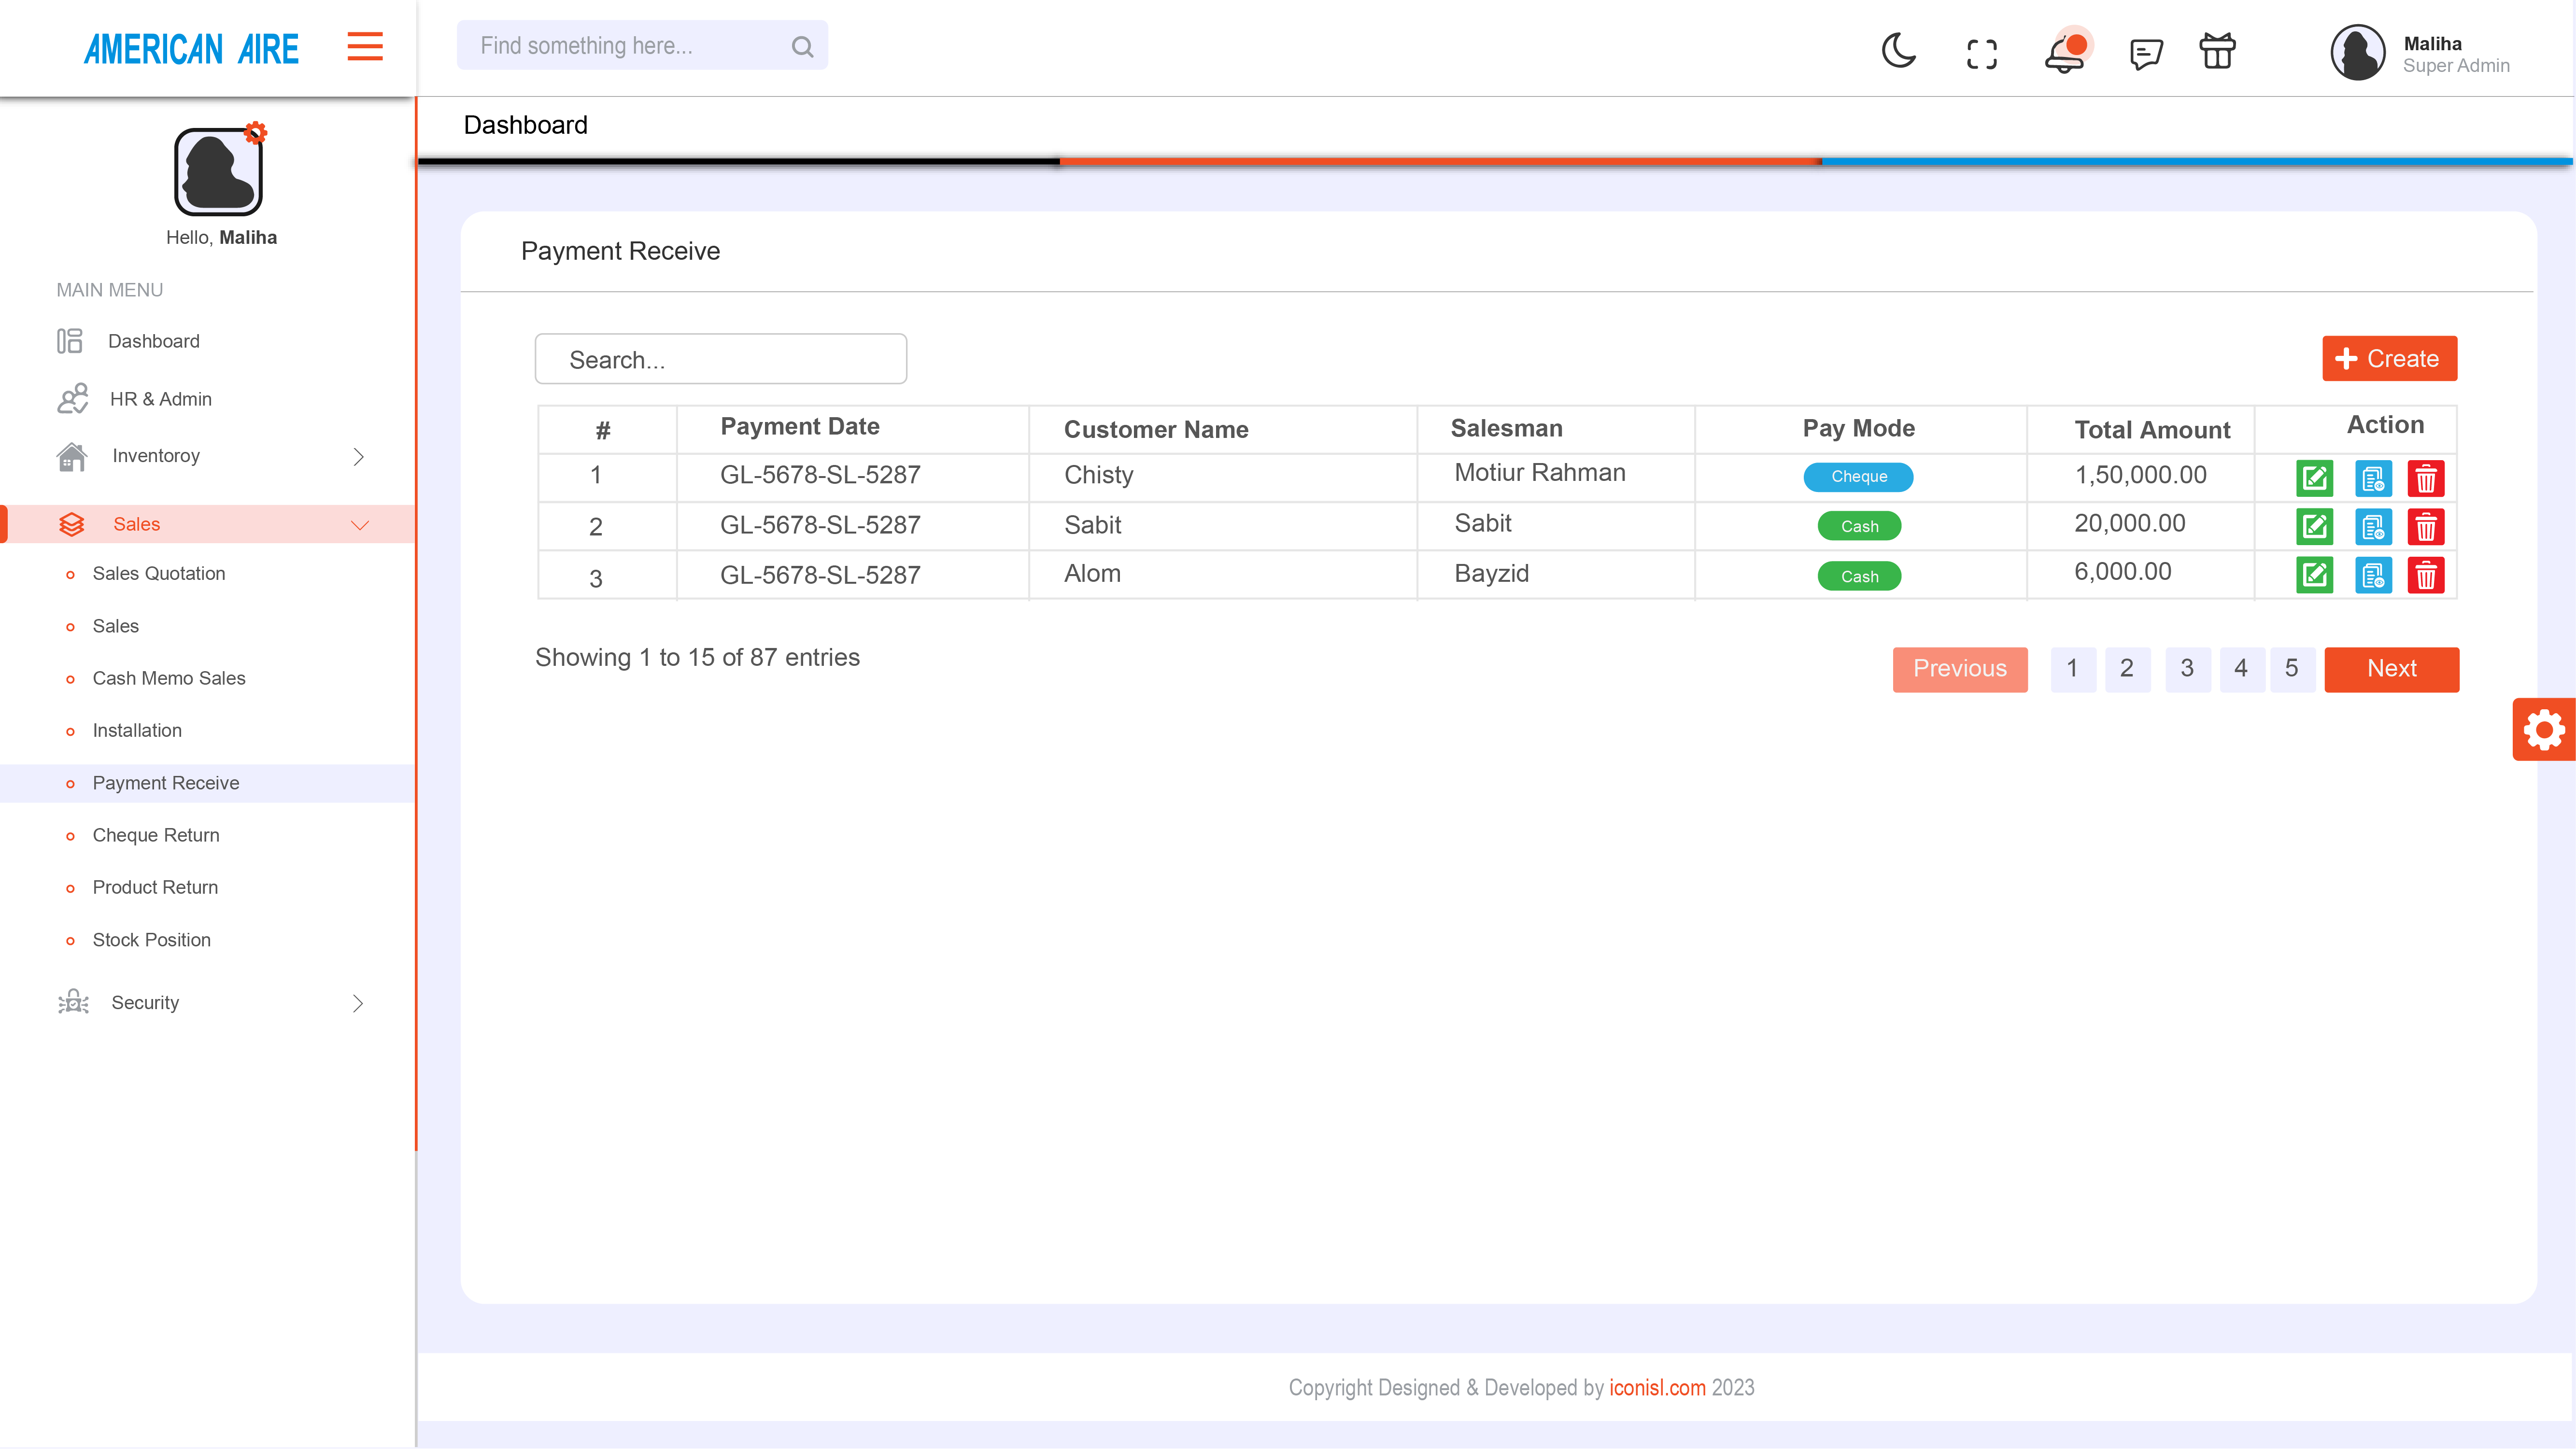 AMERICAN AIRE
Find something here...
Maliha
Super Admin
Dashboard
Hello, Maliha
MAIN MENU
Dashboard
HR & Admin
Inventoroy
Sales
Sales Quotation
Sales
Cash Memo Sales
Installation
Payment Receive
Cheque Return
Product Return
Stock Position
Security
Payment Receive
Search...
Create
# Payment Date Customer Name Salesman Pay Mode Total Amount Action
1 GL-5678-SL-5287 Chisty Motiur Rahman Cheque 1,50,000.00
2 GL-5678-SL-5287 Sabit Sabit Cash 20,000.00
3 GL-5678-SL-5287 Alom Bayzid Cash 6,000.00
Showing 1 to 15 of 87 entries
Previous 1 2 3 4 5 Next
Copyright Designed & Developed by iconisl.com 2023